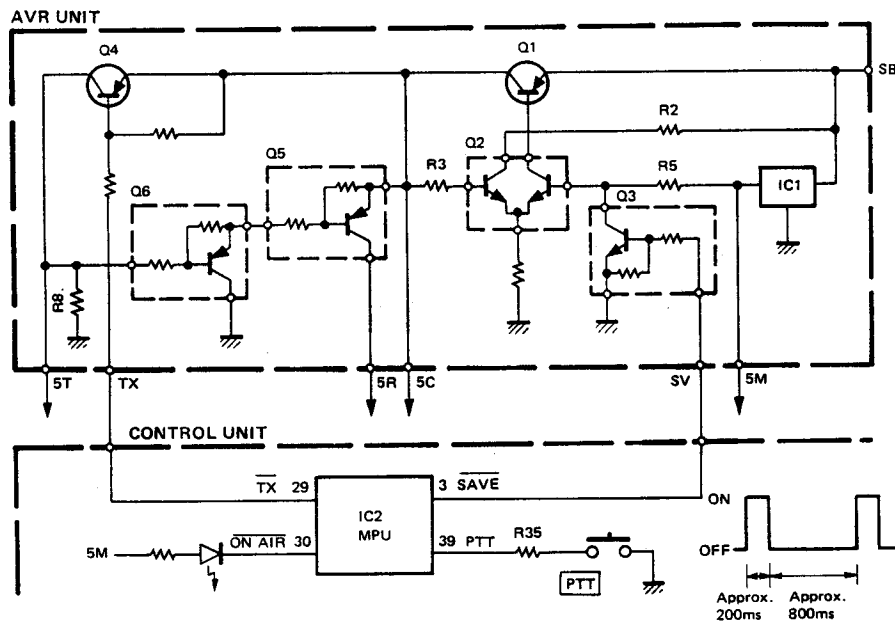 AVR UNIT
Q4
Q1
SB
R2
Q2
Q5
R3
R5
IC1
Q6
Q3
R8
5T
TX
5R
5C
SV
5M
CONTROL UNIT
TX 29
3 SAVE
IC2
MPU
5M
ON AIR 30
39 PTT
R35
PTT
ON
OFF
Approx.
200ms
Approx.
800ms